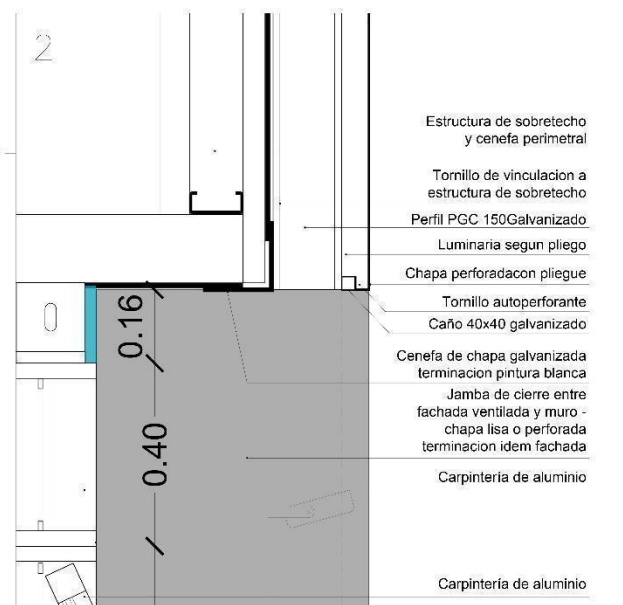 2
Estructura de sobretecho
y cenefa perimetral
Tornillo de vinculacion a
estructura de sobretecho
Perfil PGC 150Galvanizado
Luminaria segun pliego
Chapa perforadacon pliegue
Tornillo autoperforante
Caño 40x40 galvanizado
Cenefa de chapa galvanizada
terminacion pintura blanca
Jamba de cierre entre
fachada ventilada y muro -
chapa lisa o perforada
terminacion idem fachada
Carpintería de aluminio
Carpintería de aluminio
0.16
0.40